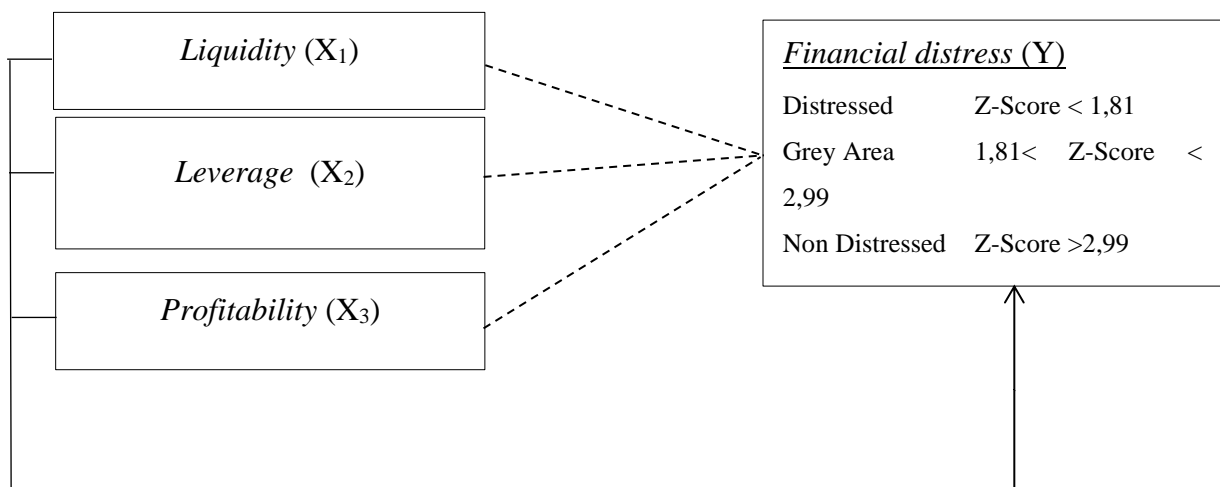 Liquidity (X₁)
Leverage (X₂)
Profitability (X₃)
Financial distress (Y)
Distressed Z-Score < 1,81
Grey Area 1,81< Z-Score <
2,99
Non Distressed Z-Score >2,99